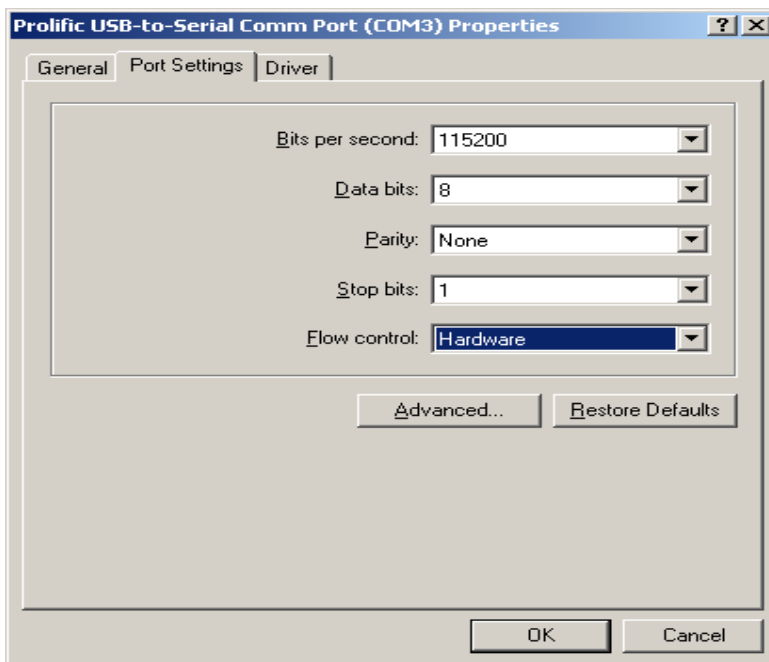 Prolific USB-to-Serial Comm Port (COM3) Properties ? X
General Port Settings Driver
Bits per second: 115200
Data bits: 8
Parity: None
Stop bits: 1
Flow control: Hardware
Advanced... Restore Defaults
OK Cancel